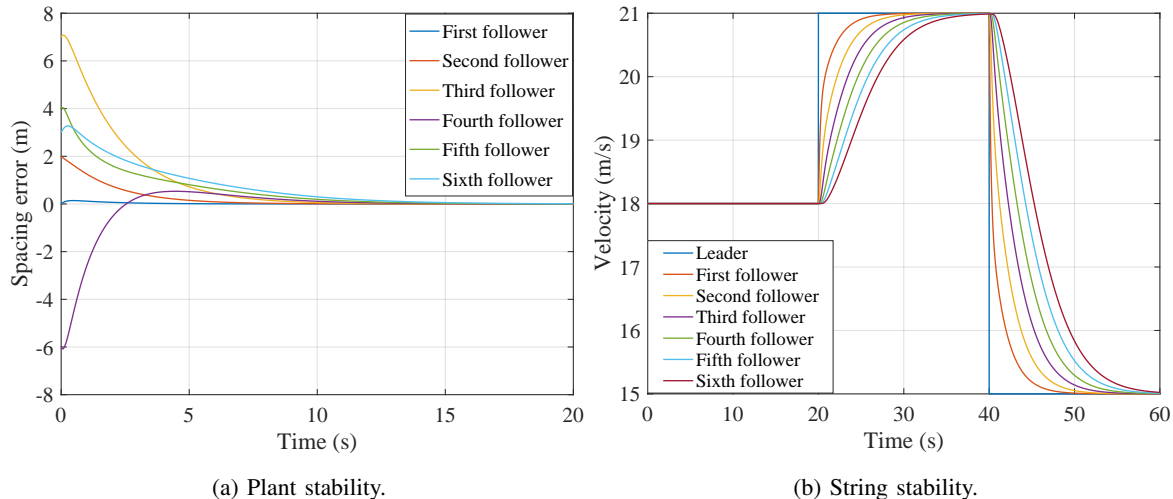 8
6
4
2
0
-2
-4
-6
-8
Spacing error (m)
0 5 10 15 20
Time (s)
First follower
Second follower
Third follower
Fourth follower
Fifth follower
Sixth follower
(a) Plant stability.
21
20
19
18
17
16
15
Velocity (m/s)
0 10 20 30 40 50 60
Time (s)
Leader
First follower
Second follower
Third follower
Fourth follower
Fifth follower
Sixth follower
(b) String stability.